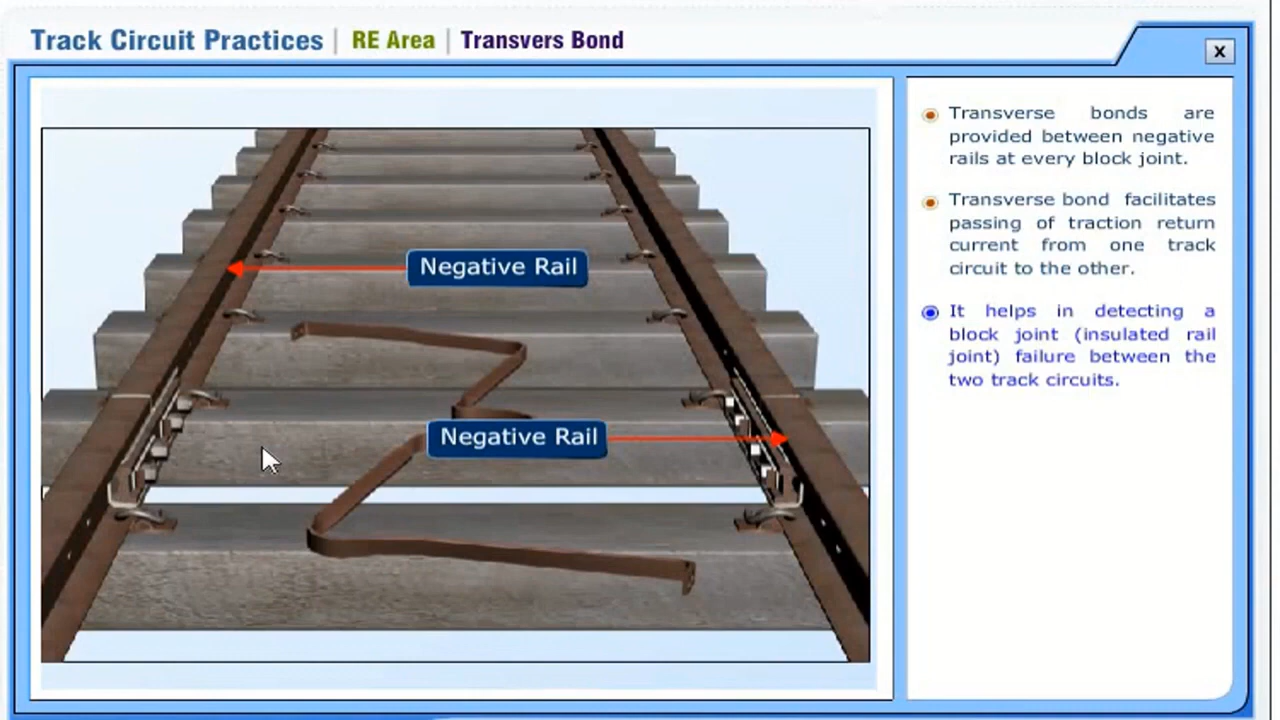 Track Circuit Practices | RE Area | Transvers Bond
X
Negative Rail
Negative Rail
Transverse bonds are
provided between negative
rails at every block joint.
Transverse bond facilitates
passing of traction return
current from one track
circuit to the other.
It helps in detecting a
block joint (insulated rail
joint) failure between the
two track circuits.